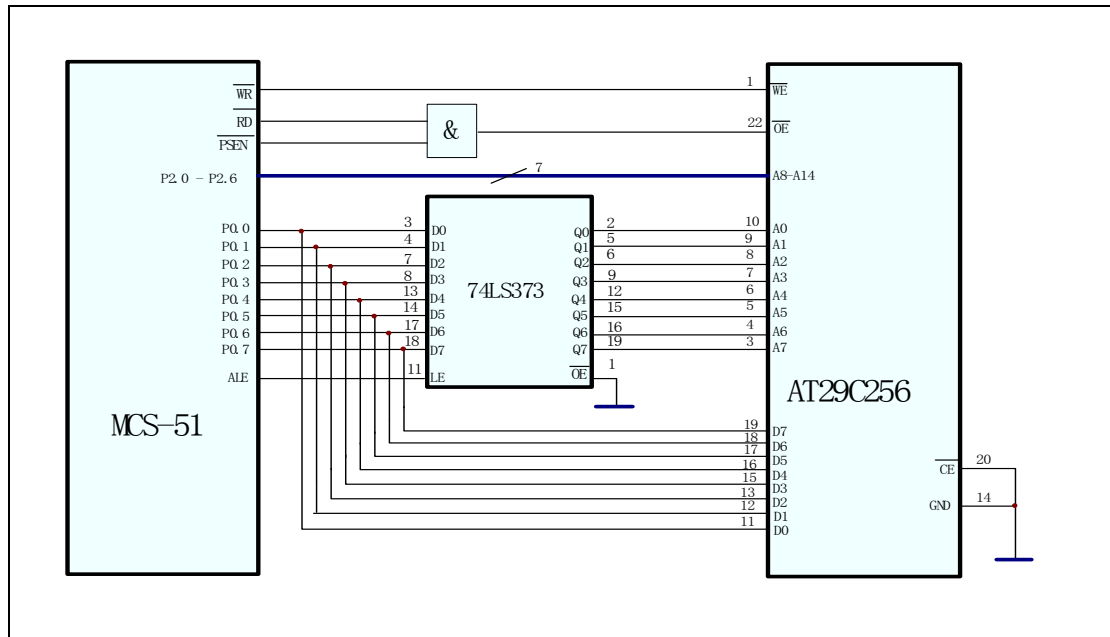 WR
RD
PSEN
P2.0 - P2.6
P0.0
P0.1
P0.2
P0.3
P0.4
P0.5
P0.6
P0.7
ALE
MCS-51
&
7
3
4
7
8
13
14
17
18
11
D0
D1
D2
D3
D4
D5
D6
D7
LE
74LS373
Q0
Q1
Q2
Q3
Q4
Q5
Q6
Q7
OE
2
5
6
9
12
15
16
19
1
1
22
10
9
8
7
6
5
4
3
19
18
17
16
15
13
12
11
WE
OE
A8-A14
A0
A1
A2
A3
A4
A5
A6
A7
AT29C256
D7
D6
D5
D4
D3
D2
D1
D0
CE
GND
20
14